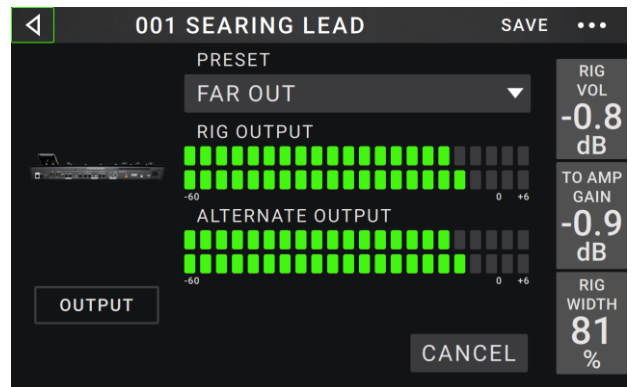 001 SEARING LEAD
SAVE
PRESET
FAR OUT
RIG OUTPUT
-60 0 +6
ALTERNATE OUTPUT
-60 0 +6
OUTPUT
CANCEL
RIG
VOL
-0.8
dB
TO AMP
GAIN
-0.9
dB
RIG
WIDTH
81
%